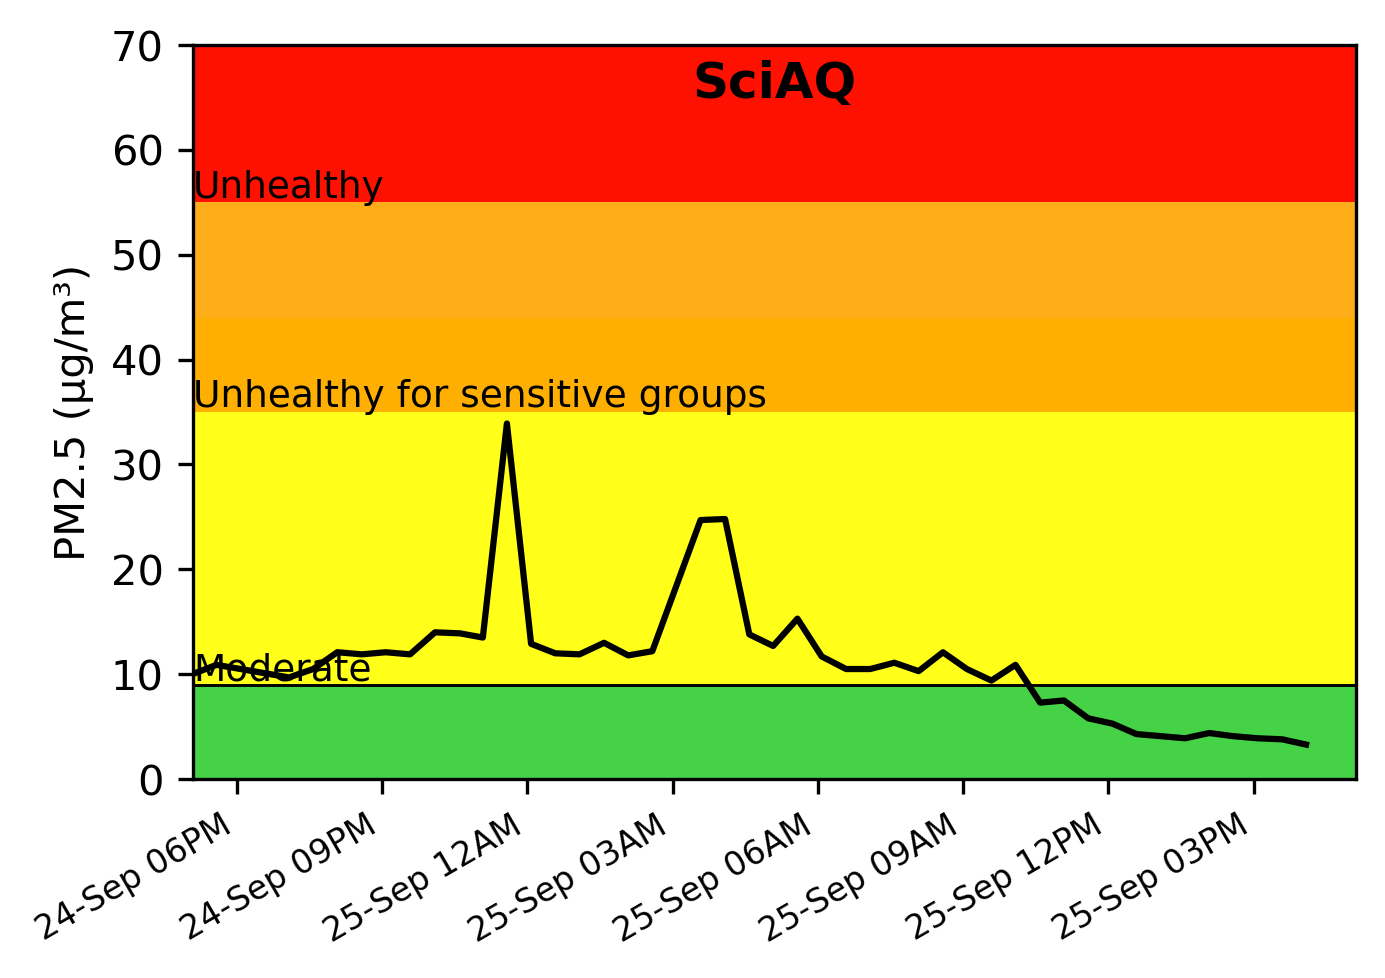 SciAQ
PM2.5 (µg/m³)
70
60
50
40
30
20
10
0
Unhealthy
Unhealthy for sensitive groups
Moderate
24-Sep 06PM
24-Sep 09PM
25-Sep 12AM
25-Sep 03AM
25-Sep 06AM
25-Sep 09AM
25-Sep 12PM
25-Sep 03PM